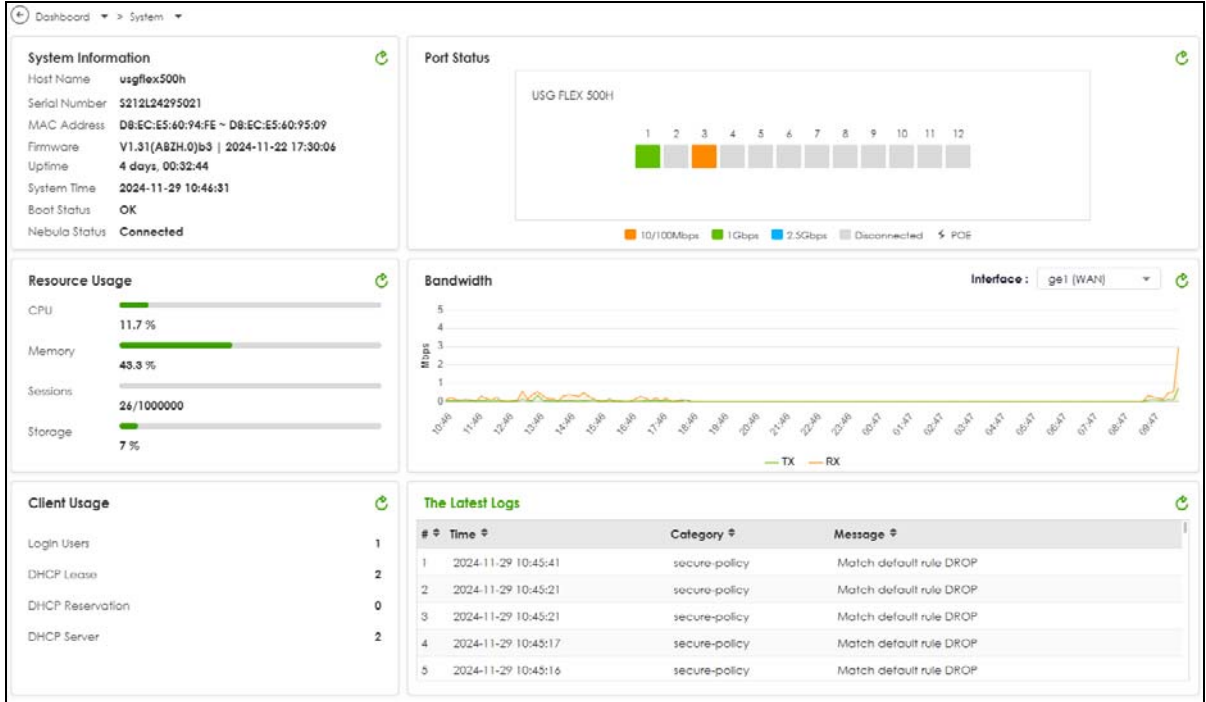 Dashboard > System
System Information
Host Name usgflex500h
Serial Number S212L24295021
MAC Address D8:EC:E5:60:94:FE ~ D8:EC:E5:60:95:09
Firmware V1.31(ABZH.0)b3 | 2024-11-22 17:30:06
Uptime 4 days, 00:32:44
System Time 2024-11-29 10:46:31
Boot Status OK
Nebula Status Connected
Port Status
USG FLEX 500H
1 2 3 4 5 6 7 8 9 10 11 12
10/100Mbps 1Gbps 2.5Gbps Disconnected POE
Resource Usage
CPU
11.7 %
Memory
43.3 %
Sessions
26/1000000
Storage
7 %
Bandwidth
Interface : ge1 (WAN)
Mbps
5
4
3
2
1
0
10:46 11:46 12:46 13:46 14:46 15:46 16:46 17:46 18:46 19:46 20:46 21:46 22:46 23:46 00:47 01:47 02:47 03:47 04:47 05:47 06:47 07:47 08:47 09:47
TX RX
Client Usage
Login Users 1
DHCP Lease 2
DHCP Reservation 0
DHCP Server 2
The Latest Logs
# Time Category Message
1 2024-11-29 10:45:41 secure-policy Match default rule DROP
2 2024-11-29 10:45:21 secure-policy Match default rule DROP
3 2024-11-29 10:45:21 secure-policy Match default rule DROP
4 2024-11-29 10:45:17 secure-policy Match default rule DROP
5 2024-11-29 10:45:16 secure-policy Match default rule DROP